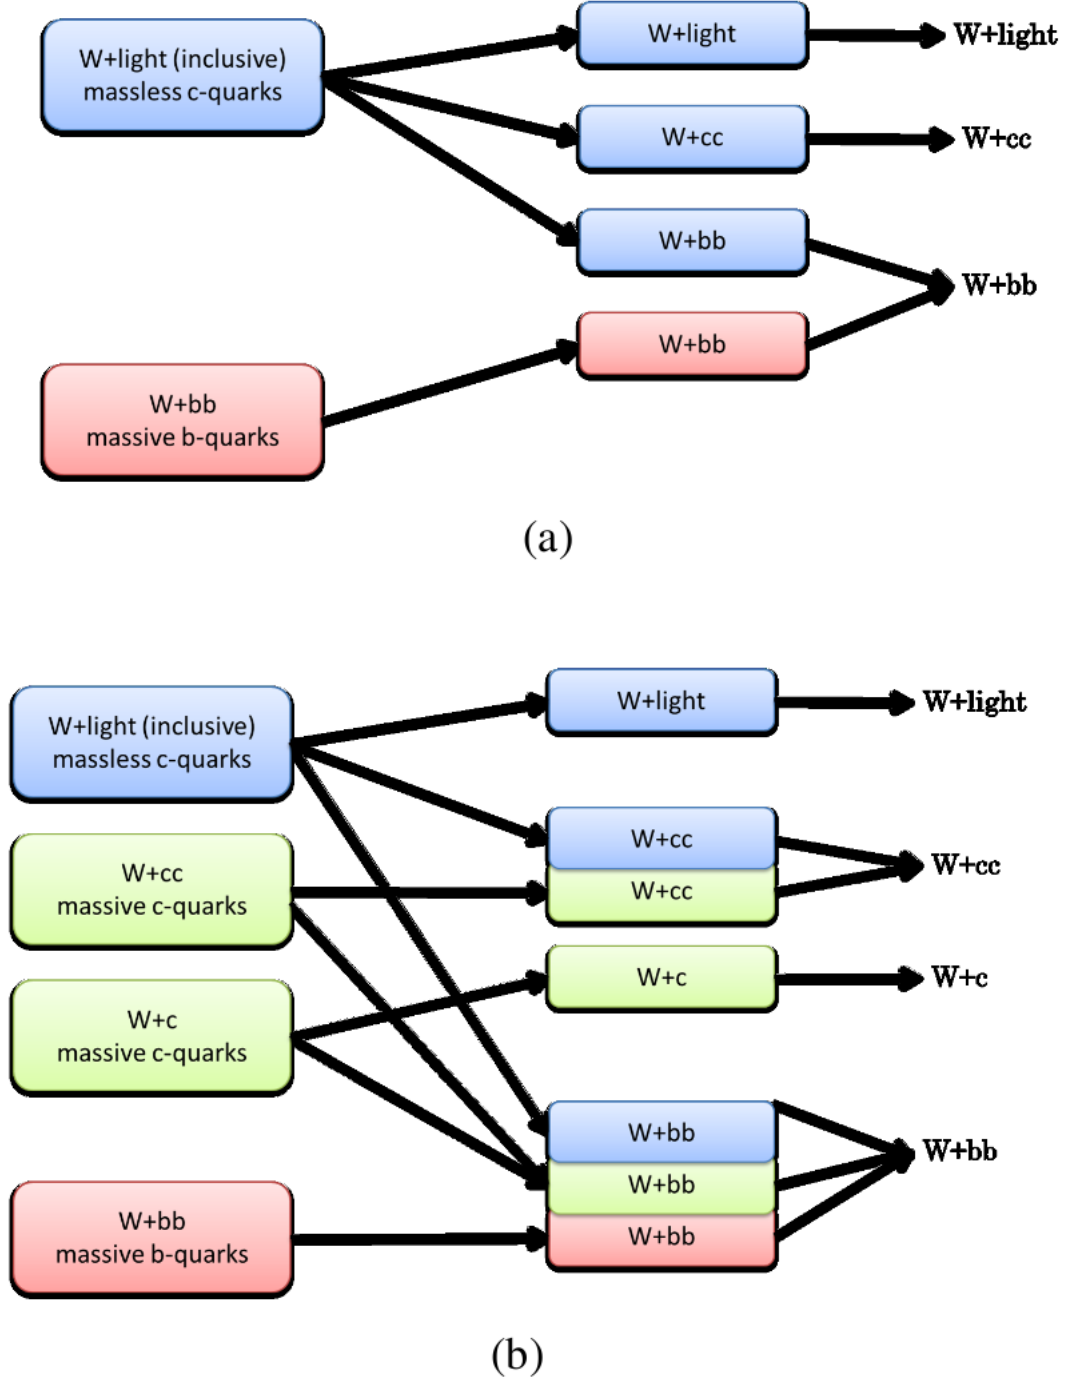 W+light (inclusive)
massless c-quarks
W+light
W+light
W+cc
W+cc
W+bb
W+bb
W+bb
W+bb
massive b-quarks
(a)
W+light (inclusive)
massless c-quarks
W+light
W+light
W+cc
massive c-quarks
W+cc
W+cc
W+cc
W+c
massive c-quarks
W+c
W+c
W+bb
W+bb
W+bb
W+bb
W+bb
massive b-quarks
(b)